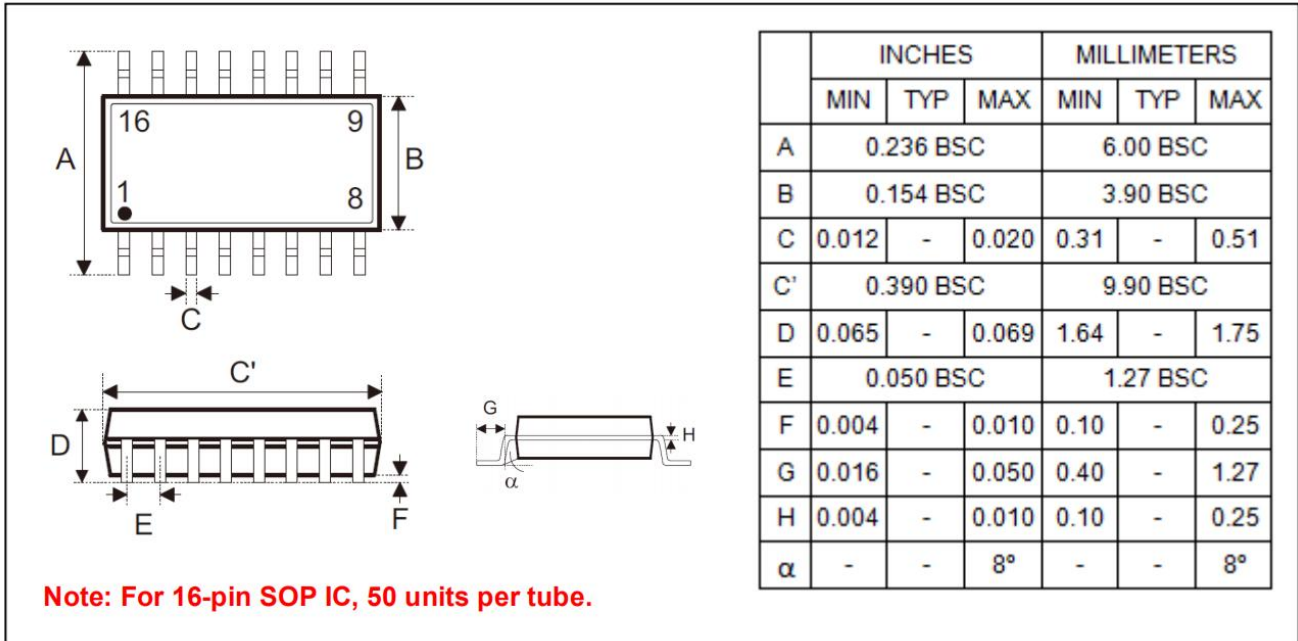 16 9
A B
1 8
C
C'
D
E
F
G
H
α
Note: For 16-pin SOP IC, 50 units per tube.
INCHES MILLIMETERS
MIN TYP MAX MIN TYP MAX
A 0.236 BSC 6.00 BSC
B 0.154 BSC 3.90 BSC
C 0.012 - 0.020 0.31 - 0.51
C' 0.390 BSC 9.90 BSC
D 0.065 - 0.069 1.64 - 1.75
E 0.050 BSC 1.27 BSC
F 0.004 - 0.010 0.10 - 0.25
G 0.016 - 0.050 0.40 - 1.27
H 0.004 - 0.010 0.10 - 0.25
α - - 8° - - 8°